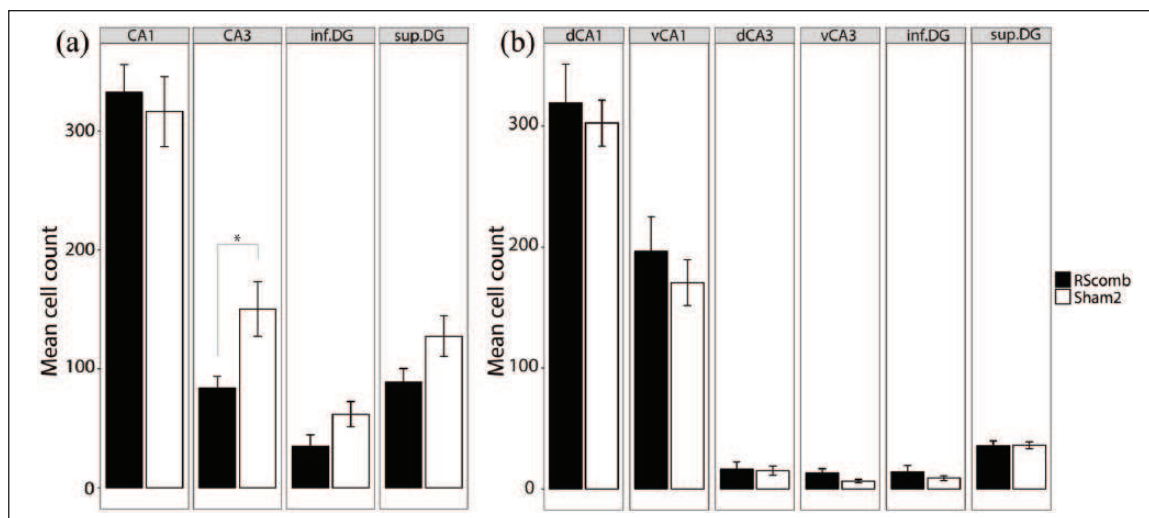 (a) CA1 CA3 inf.DG sup.DG
Mean cell count
300
200
100
0
*
(b) dCA1 vCA1 dCA3 vCA3 inf.DG sup.DG
Mean cell count
300
200
100
0
RScomb
Sham2